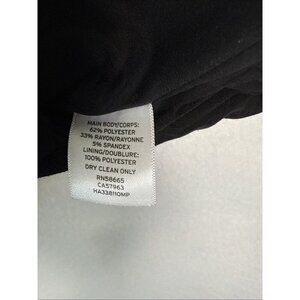 MAIN BODY/CORPS:
62% POLYESTER
33% RAYON/RAYONNE
5% SPANDEX
LINING/DOUBLURE:
100% POLYESTER
DRY CLEAN ONLY
RN58665
CA57963
HA338110MP